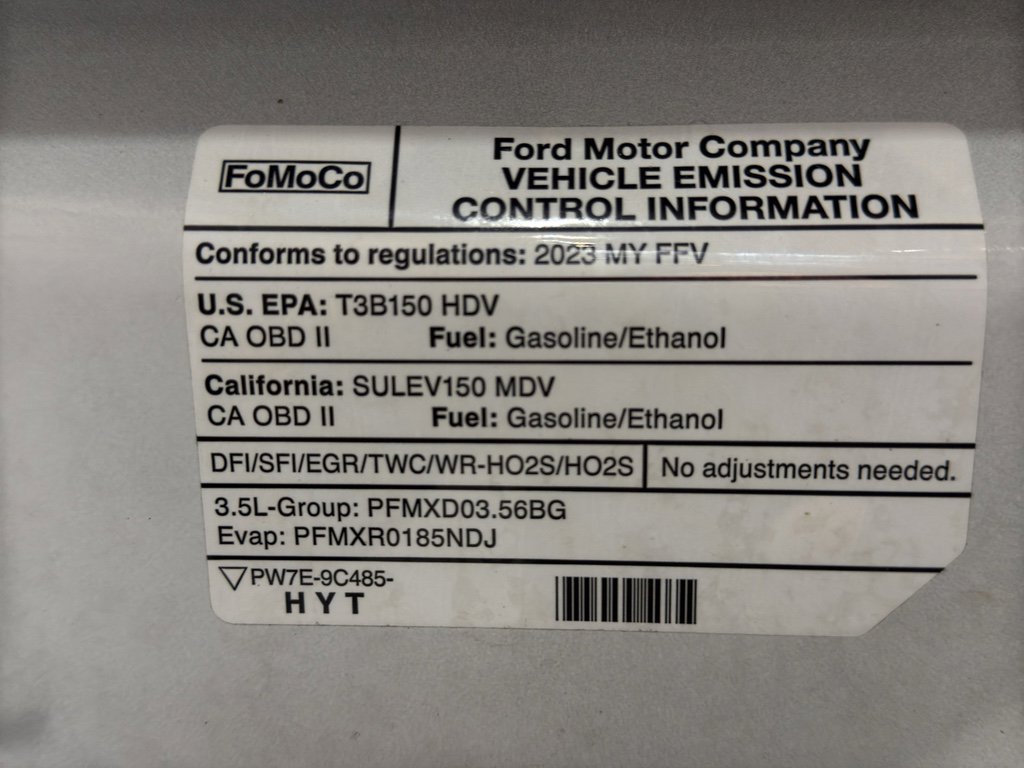 FoMoCo
Ford Motor Company
VEHICLE EMISSION
CONTROL INFORMATION
Conforms to regulations: 2023 MY FFV
U.S. EPA: T3B150 HDV
CA OBD II Fuel: Gasoline/Ethanol
California: SULEV150 MDV
CA OBD II Fuel: Gasoline/Ethanol
DFI/SFI/EGR/TWC/WR-HO2S/HO2S No adjustments needed.
3.5L-Group: PFMXD03.56BG
Evap: PFMXR0185NDJ
PW7E-9C485-
HYT